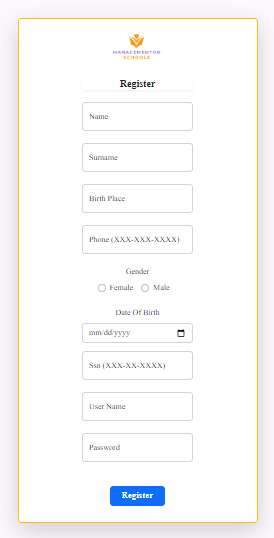 MANAGEMENTON
SCHOOLS
Register
Name
Surname
Birth Place
Phone (XXX-XXX-XXXX)
Gender
Female Male
Date Of Birth
mm/dd/yyyy
Ssn (XXX-XX-XXXX)
User Name
Password
Register